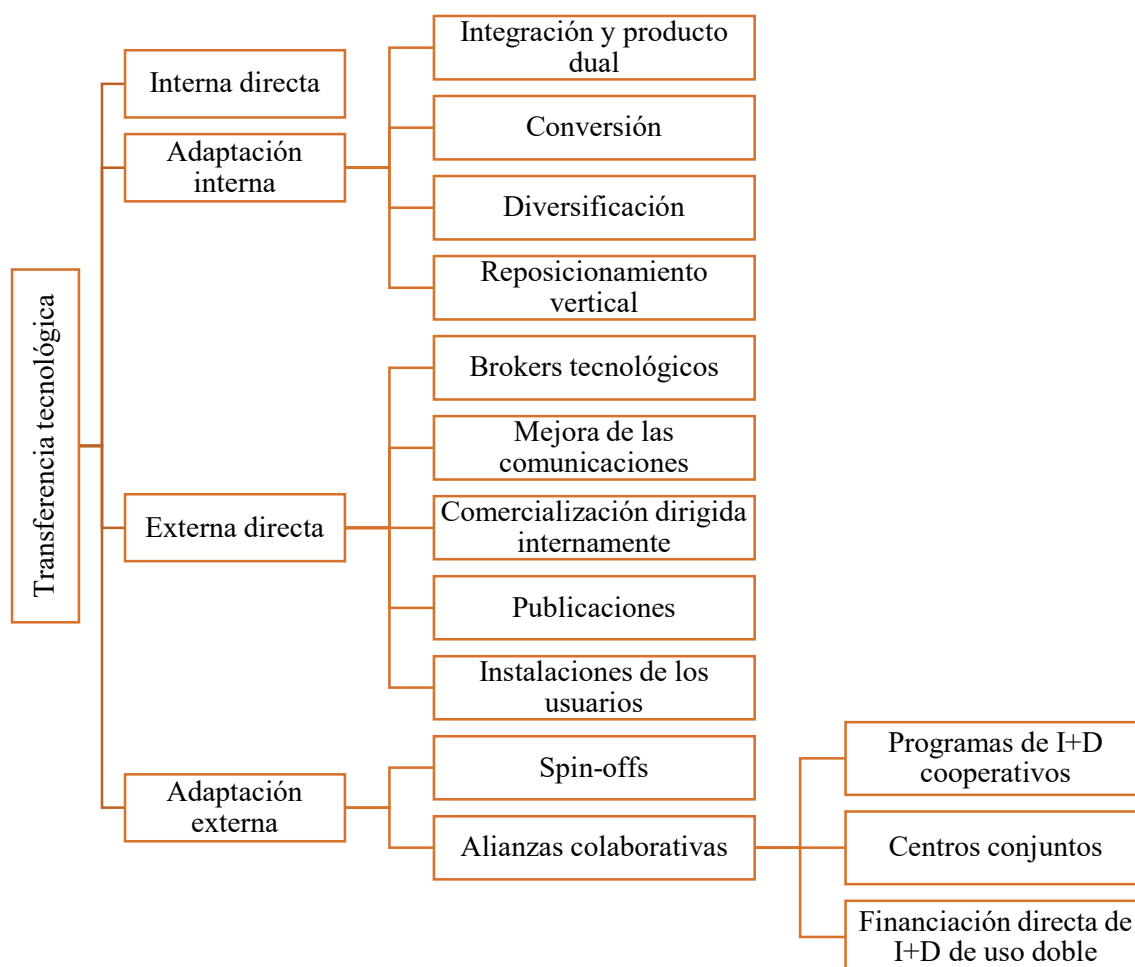 Transferencia tecnológica
Interna directa
Adaptación
interna
Integración y producto
dual
Conversión
Diversificación
Reposicionamiento
vertical
Externa directa
Brokers tecnológicos
Mejora de las
comunicaciones
Comercialización dirigida
internamente
Publicaciones
Instalaciones de los
usuarios
Adaptación
externa
Spin-offs
Alianzas colaborativas
Programas de I+D
cooperativos
Centros conjuntos
Financiación directa de
I+D de uso doble